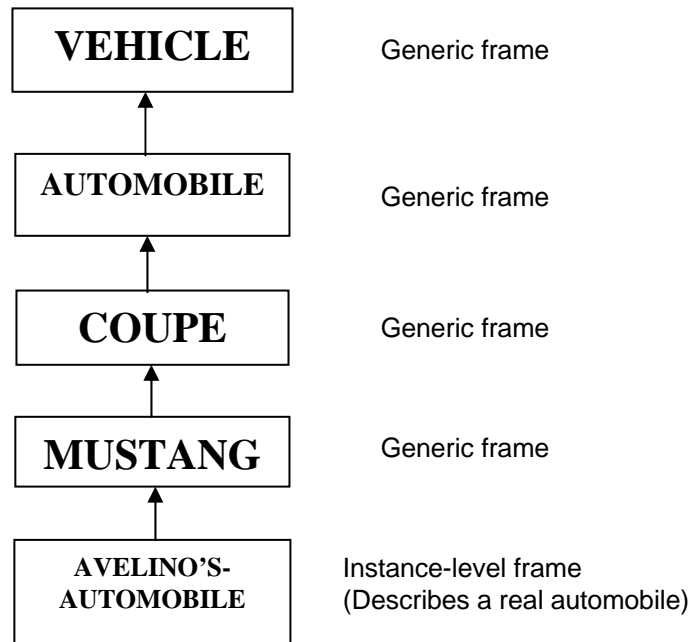 VEHICLE
Generic frame
AUTOMOBILE
Generic frame
COUPE
Generic frame
MUSTANG
Generic frame
AVELINO’S-
AUTOMOBILE
Instance-level frame
(Describes a real automobile)